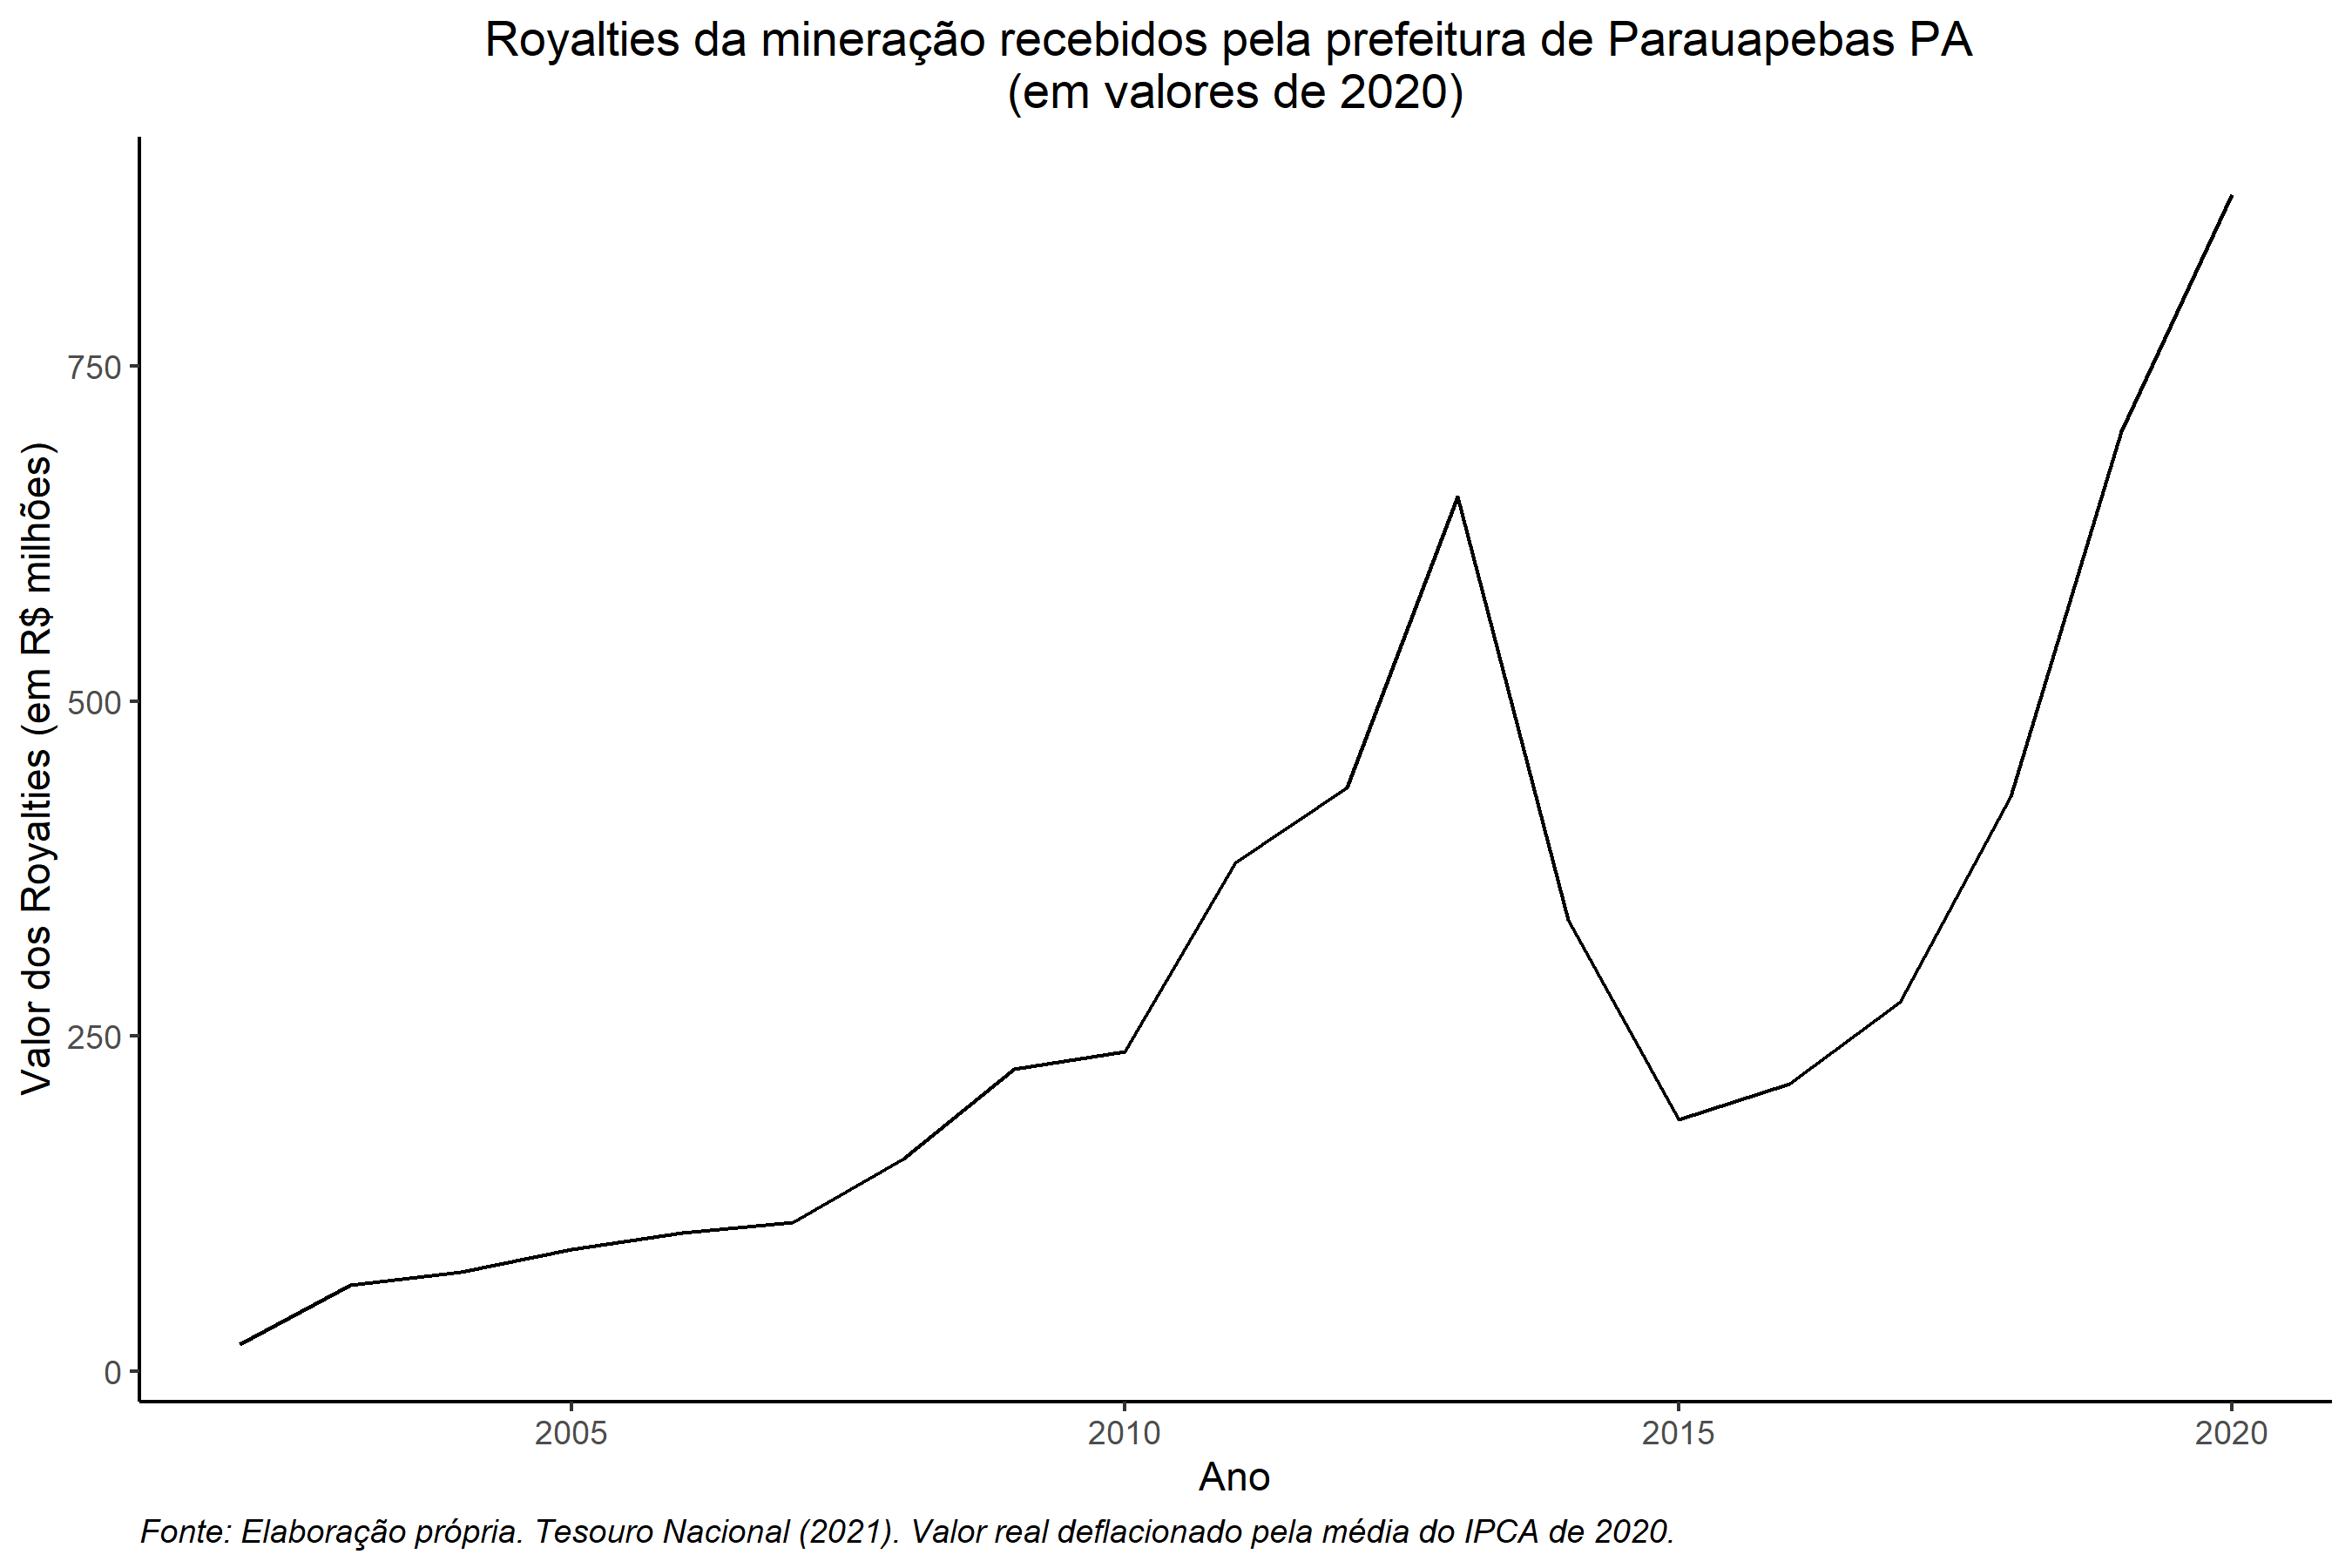 Royalties da mineração recebidos pela prefeitura de Parauapebas PA
(em valores de 2020)
Valor dos Royalties (em R$ milhões)
750
500
250
0
2005
2010
2015
2020
Ano
Fonte: Elaboração própria. Tesouro Nacional (2021). Valor real deflacionado pela média do IPCA de 2020.